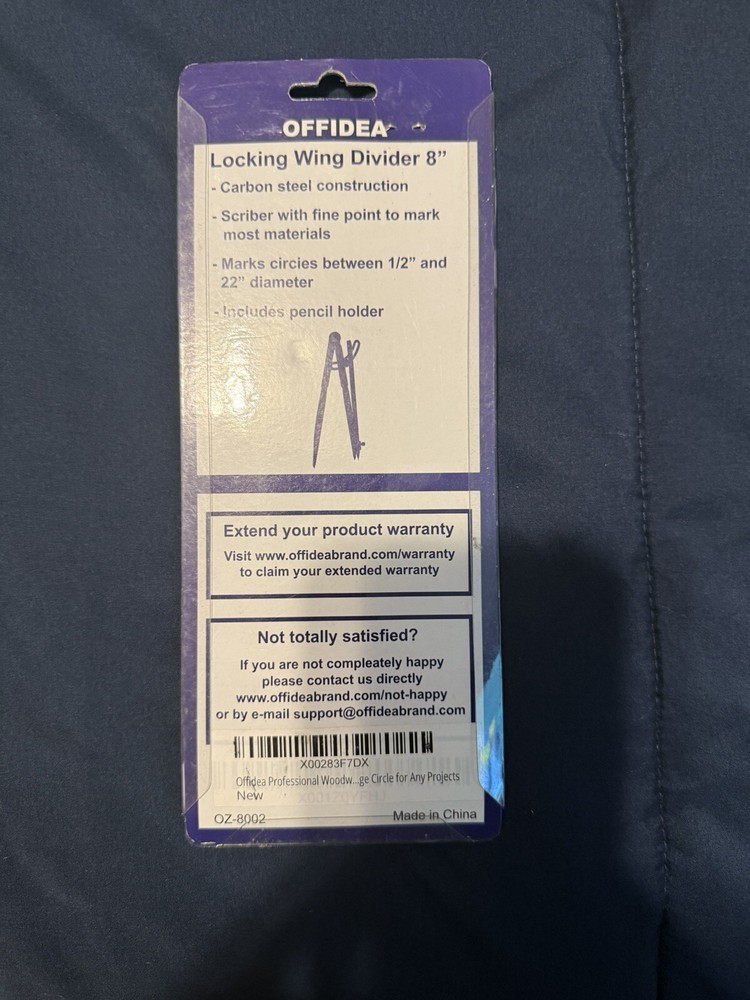 OFFIDEA
Locking Wing Divider 8”
- Carbon steel construction
- Scriber with fine point to mark
most materials
- Marks circies between 1/2” and
22” diameter
- Includes pencil holder
Extend your product warranty
Visit www.offideabrand.com/warranty
to claim your extended warranty
Not totally satisfied?
If you are not compleately happy
please contact us directly
www.offideabrand.com/not-happy
or by e-mail support@offideabrand.com
X00283F7DX
Offidea Professional Woodw...ge Circle for Any Projects
New
OZ-8002
Made in China